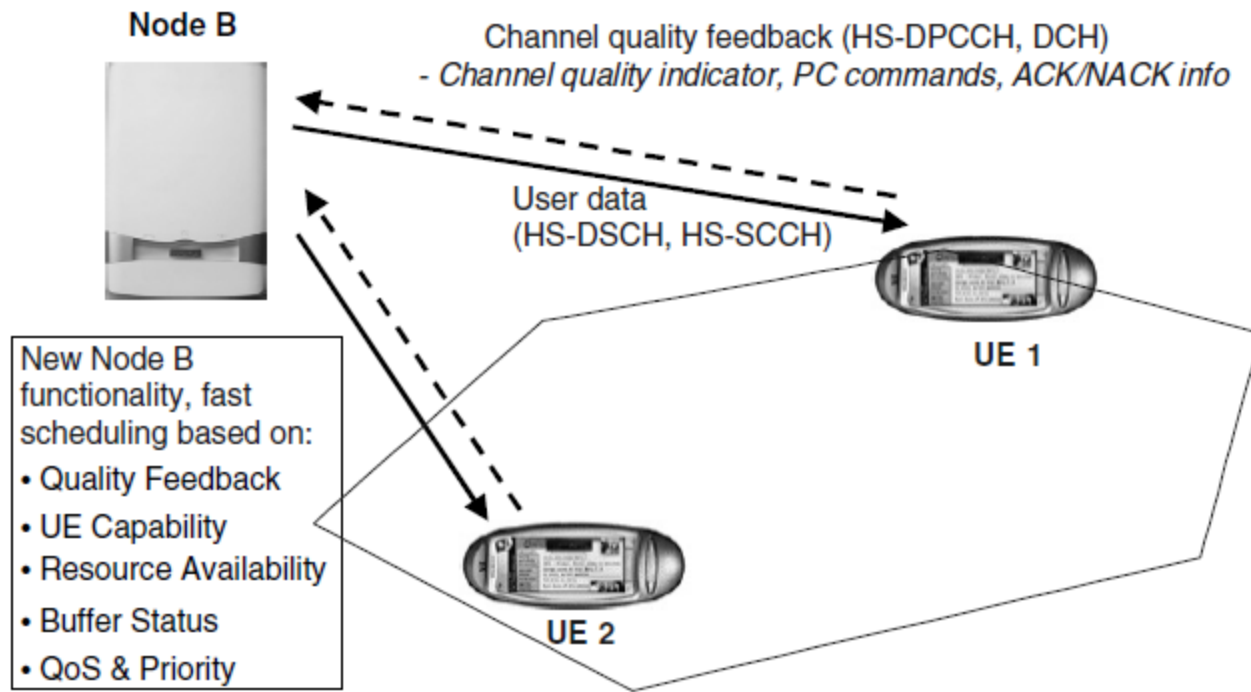 Node B
Channel quality feedback (HS-DPCCH, DCH)
- Channel quality indicator, PC commands, ACK/NACK info
User data
(HS-DSCH, HS-SCCH)
UE 1
New Node B
functionality, fast
scheduling based on:
• Quality Feedback
• UE Capability
• Resource Availability
• Buffer Status
• QoS & Priority
UE 2